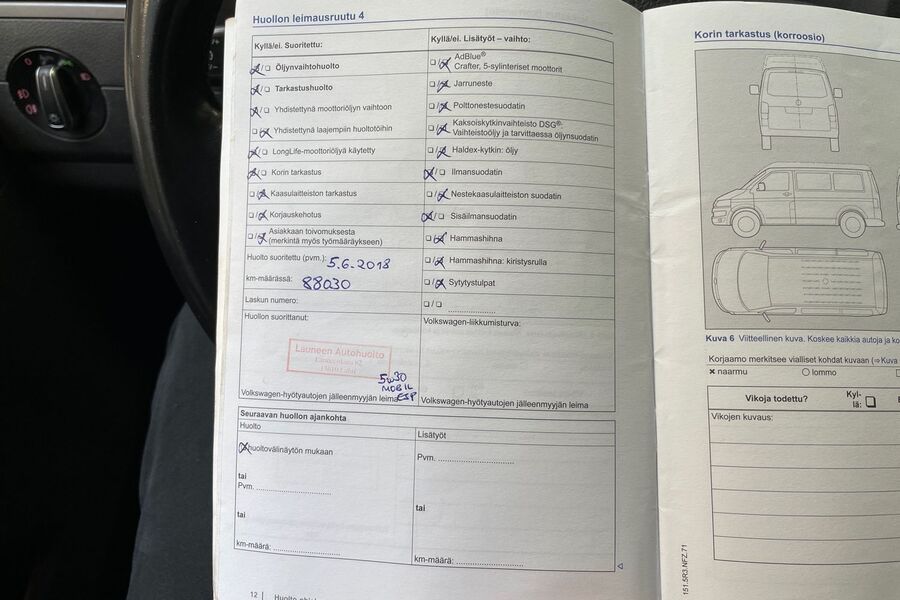 Huollon leimausruutu 4
Kyllä/ei. Suoritettu:
Öljynvaihtohuolto
Tarkastushuolto
Yhdistettynä moottoriöljyn vaihtoon
Yhdistettynä laajempiin huoltotöihin
LongLife-moottoriöljyä käytetty
Korin tarkastus
Kaasulaitteiston tarkastus
Korjauskehotus
Asiakkaan toivomuksesta
(merkintä myös työmääräykseen)
Huolto suoritettu (pvm.): 5.6.2018
km-määrässä: 88030
Laskun numero:
Huollon suorittanut:
Launeen Autohuolto
5w30
MOBIL
ESP
Volkswagen-hyötyautojen jälleenmyyjän leima
Kyllä/ei. Lisätyöt – vaihto:
AdBlue®
Crafter, 5-sylinteriset moottorit
Jarruneste
Polttonestesuodatin
Kaksoiskytkinvaihteisto DSG®:
Vaihteistoöljy ja tarvittaessa öljynsuodatin
Haldex-kytkin: öljy
Ilmansuodatin
Nestekaasulaitteiston suodatin
Sisäilmansuodatin
Hammashihna
Hammashihna: kiristysrulla
Sytytystulpat
Volkswagen-liikkumisturva:
Volkswagen-hyötyautojen jälleenmyyjän leima
Seuraavan huollon ajankohta
Huolto
huoltovälinäytön mukaan
tai
Pvm.
tai
km-määrä:
Lisätyöt
Pvm.
tai
km-määrä:
12
Korin tarkastus (korroosio)
Kuva 6 Viitteellinen kuva. Koskee kaikkia autoja ja
Korjaamo merkitsee vialliset kohdat kuvaan (⇒Kuva
× naarmu ○ lommo
Vikoja todettu? Kyl-
lä:
Vikojen kuvaus:
151.5R3.NFZ.71